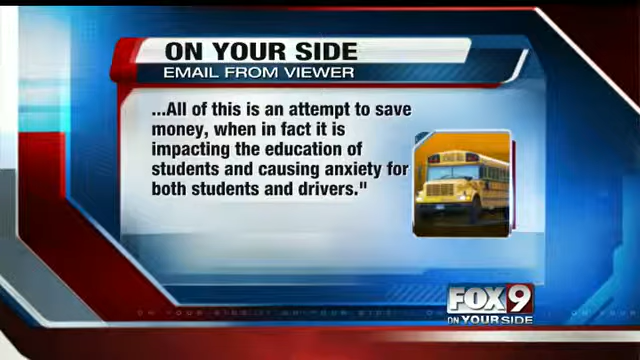 ON YOUR SIDE
EMAIL FROM VIEWER
...All of this is an attempt to save
money, when in fact it is
impacting the education of
students and causing anxiety for
both students and drivers."
FOX 9
ON YOUR SIDE